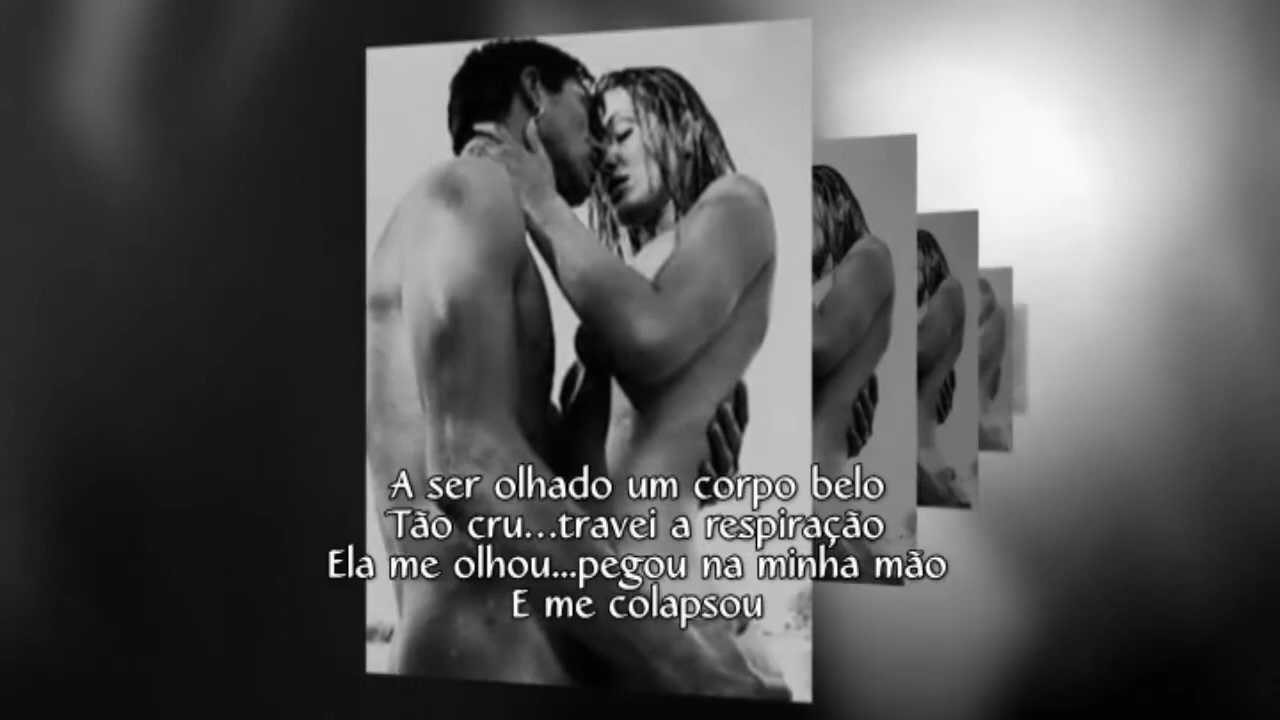 A ser olhado um corpo belo
Tão cru...travei a respiração
Ela me olhou...pegou na minha mão
E me colapsou